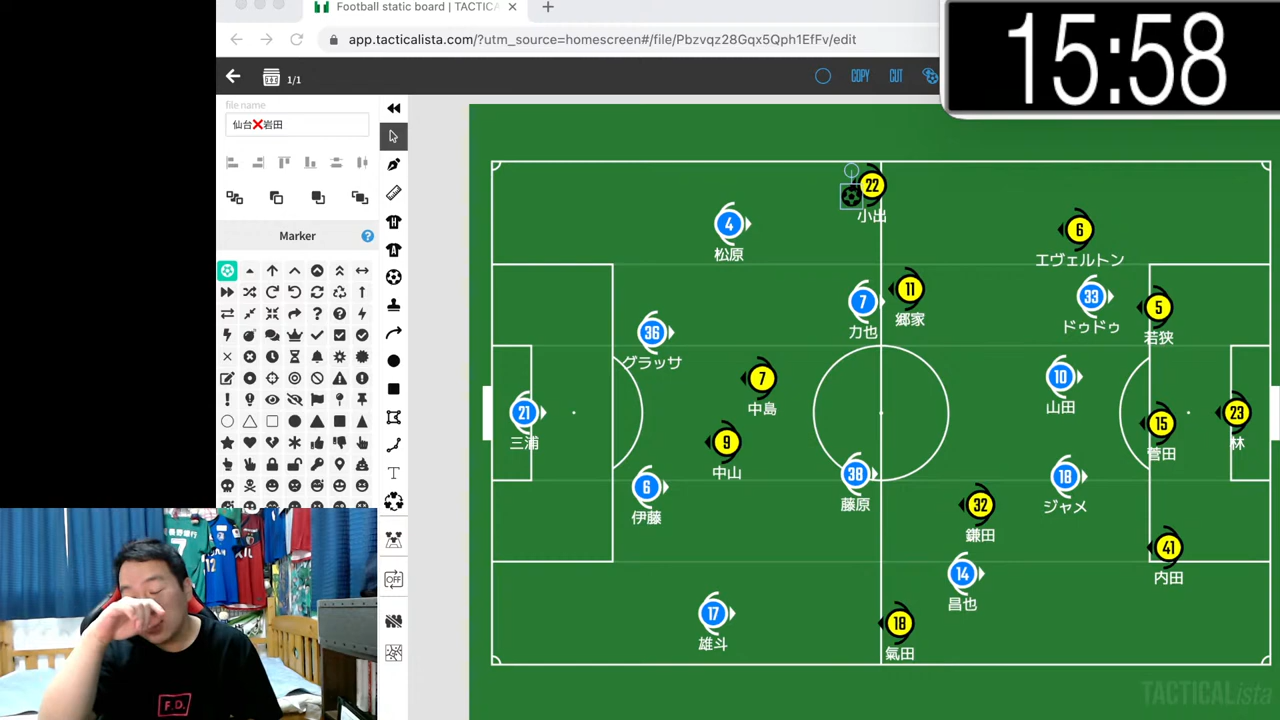 Football static board | TACTICA
15:58
app.tacticalista.com/?utm_source=homescreen#/file/Pbzvqz28Gqx5Qph1EfFv/edit
1/1
COPY
CUT
file name
仙台❌岩田
Marker
22
小出
4
松原
6
エヴェルトン
7
力也
11
郷家
33
ドゥドゥ
5
若狭
36
グラッサ
7
中島
10
山田
21
三浦
9
中山
15
菅田
23
林
6
伊藤
38
藤原
32
鎌田
18
ジャメ
41
内田
14
昌也
17
雄斗
18
氣田
T
OFF
F.D.
TACTICALista